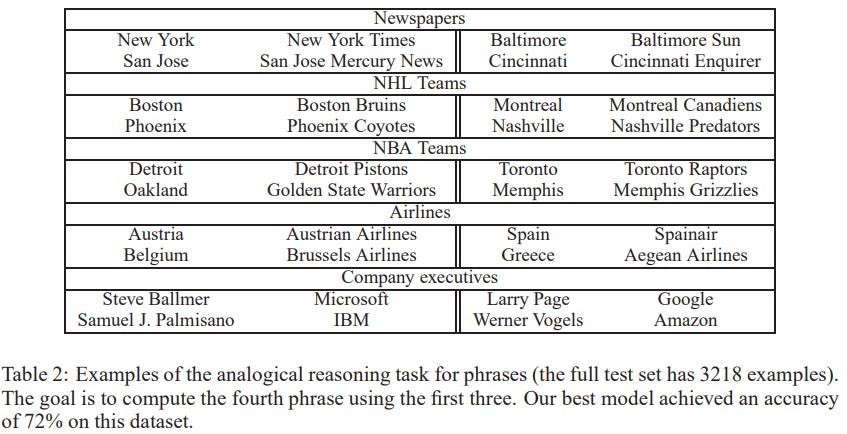 Newspapers
New York New York Times Baltimore Baltimore Sun
San Jose San Jose Mercury News Cincinnati Cincinnati Enquirer
NHL Teams
Boston Boston Bruins Montreal Montreal Canadiens
Phoenix Phoenix Coyotes Nashville Nashville Predators
NBA Teams
Detroit Detroit Pistons Toronto Toronto Raptors
Oakland Golden State Warriors Memphis Memphis Grizzlies
Airlines
Austria Austrian Airlines Spain Spainair
Belgium Brussels Airlines Greece Aegean Airlines
Company executives
Steve Ballmer Microsoft Larry Page Google
Samuel J. Palmisano IBM Werner Vogels Amazon
Table 2: Examples of the analogical reasoning task for phrases (the full test set has 3218 examples).
The goal is to compute the fourth phrase using the first three. Our best model achieved an accuracy
of 72% on this dataset.